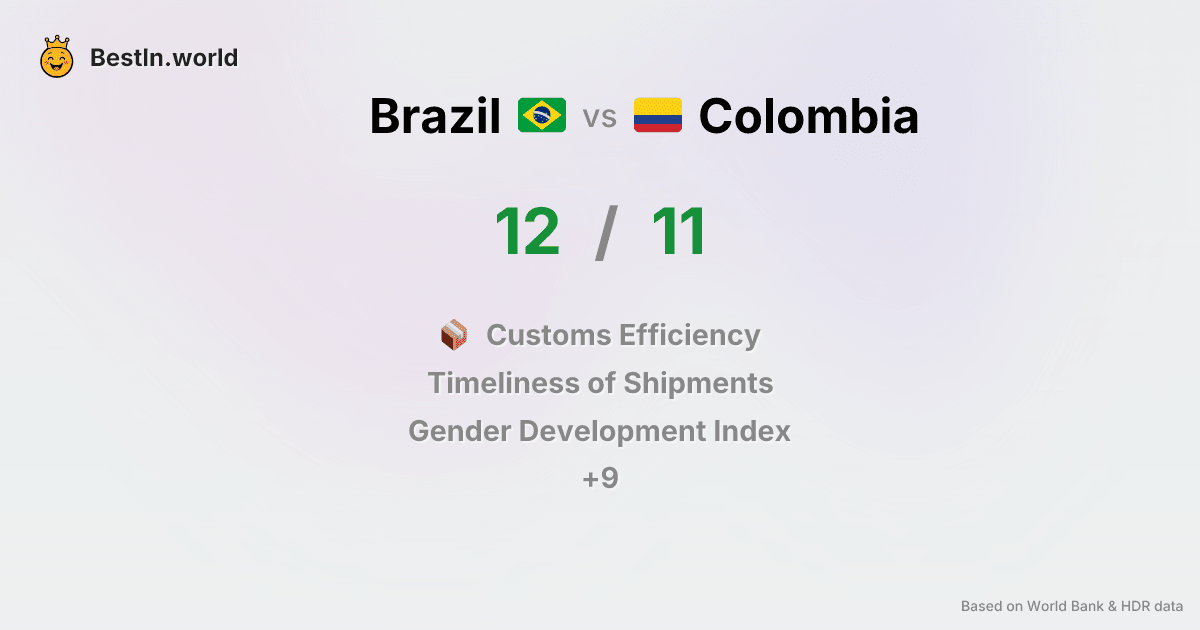 BestIn.world
Brazil vs Colombia
12 / 11
Customs Efficiency
Timeliness of Shipments
Gender Development Index
+9
Based on World Bank & HDR data